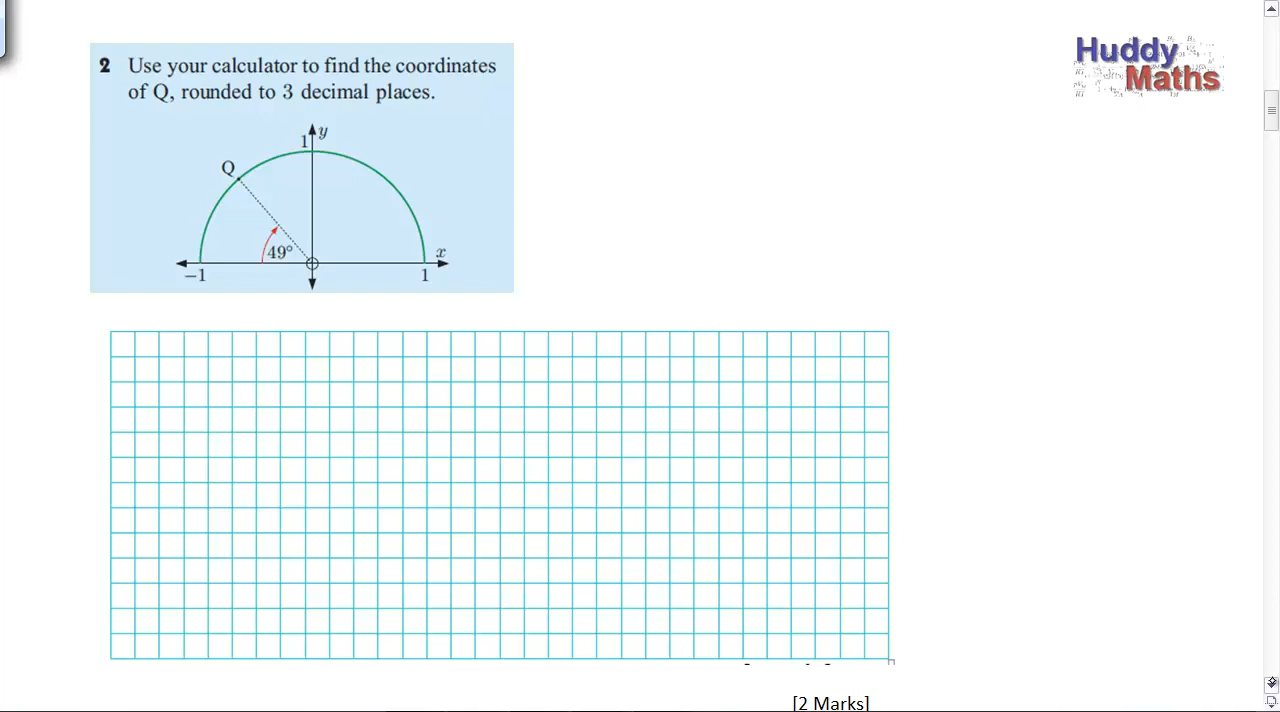 Huddy
Maths
2 Use your calculator to find the coordinates
of Q, rounded to 3 decimal places.
y
1
Q
49°
x
−1
1
[2 Marks]